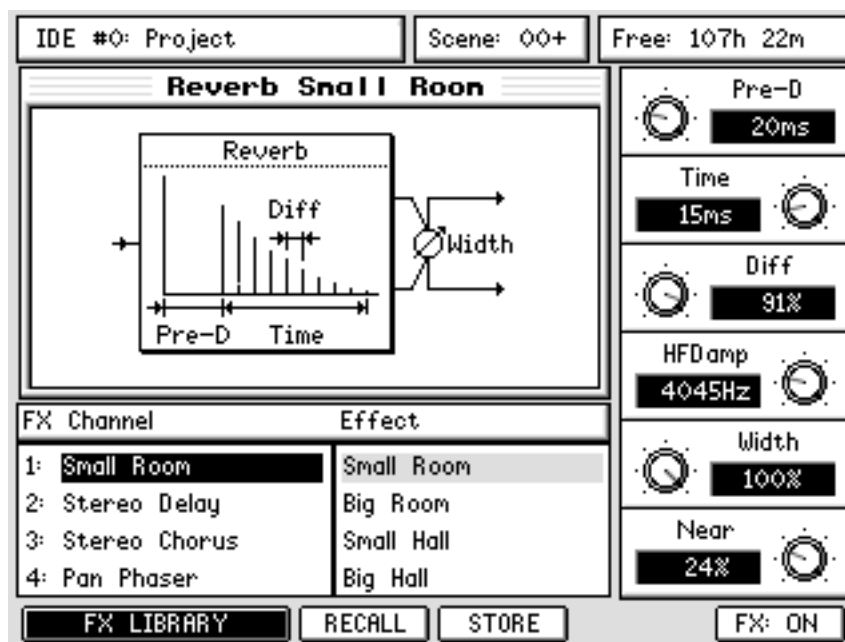 IDE #0: Project
Scene: 00+
Free: 107h 22m
Reverb Small Room
Reverb
Diff
Width
Pre-D
Time
Pre-D
20ms
Time
15ms
Diff
91%
HFDamp
4045Hz
Width
100%
Near
24%
FX Channel
Effect
1: Small Room
2: Stereo Delay
3: Stereo Chorus
4: Pan Phaser
Small Room
Big Room
Small Hall
Big Hall
FX LIBRARY
RECALL
STORE
FX: ON